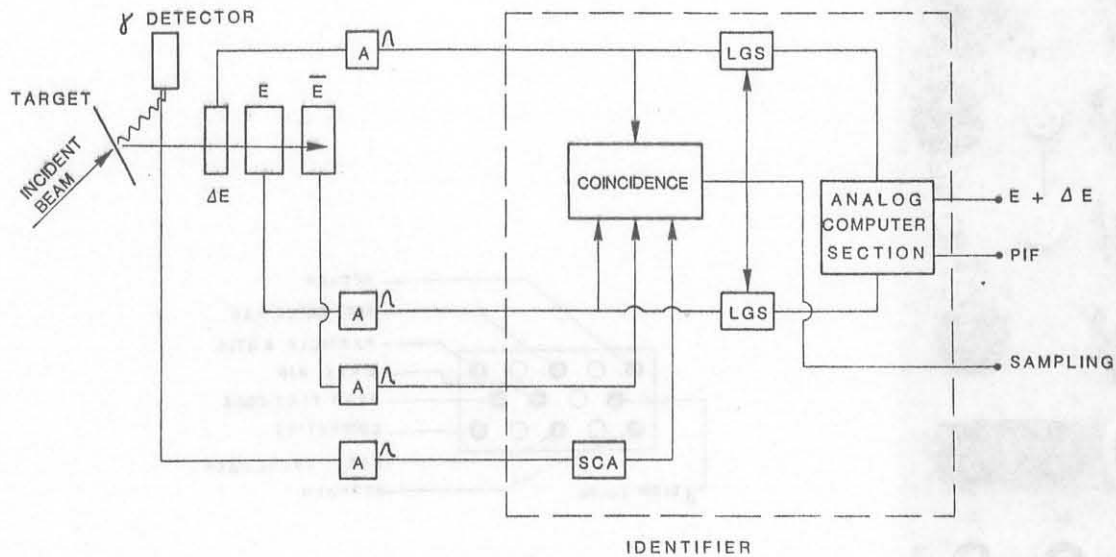 γ DETECTOR
TARGET
INCIDENT
BEAM
ΔE
E
E̅
A
A
A
A
LGS
COINCIDENCE
LGS
SCA
ANALOG
COMPUTER
SECTION
E + ΔE
PIF
SAMPLING
IDENTIFIER